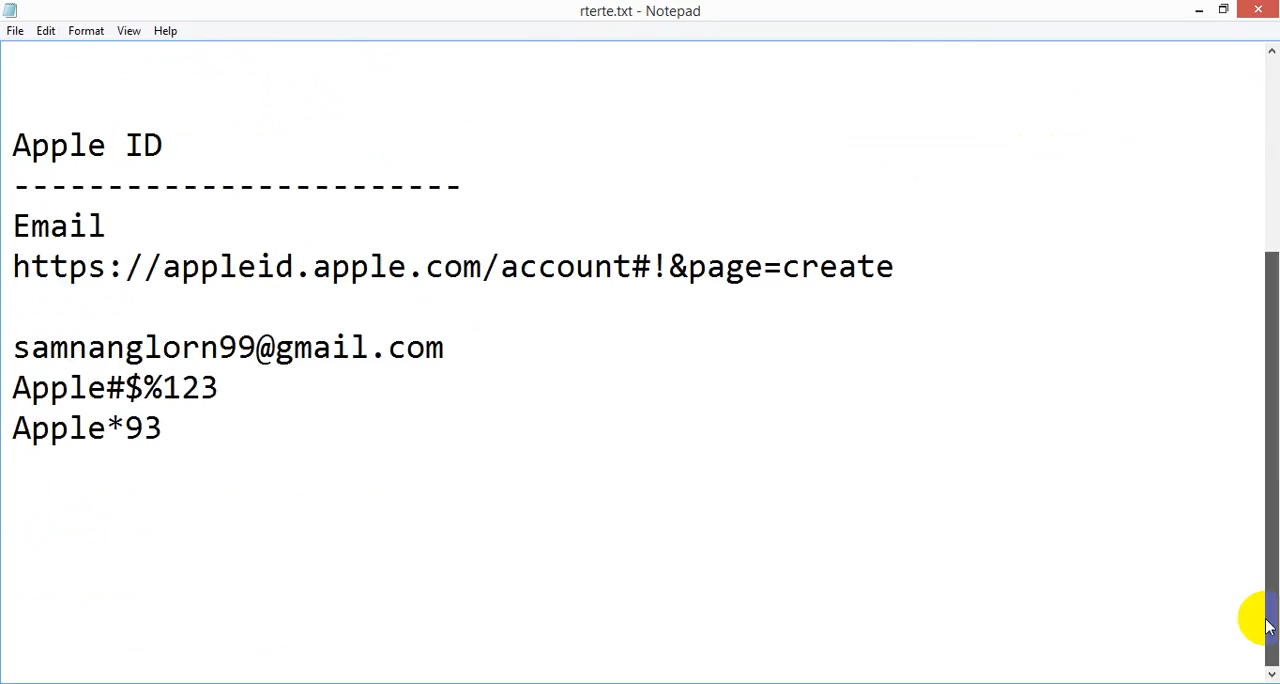 rterte.txt - Notepad
File Edit Format View Help
Apple ID
------------------------
Email
https://appleid.apple.com/account#!&page=create
samnanglorn99@gmail.com
Apple#$%123
Apple*93